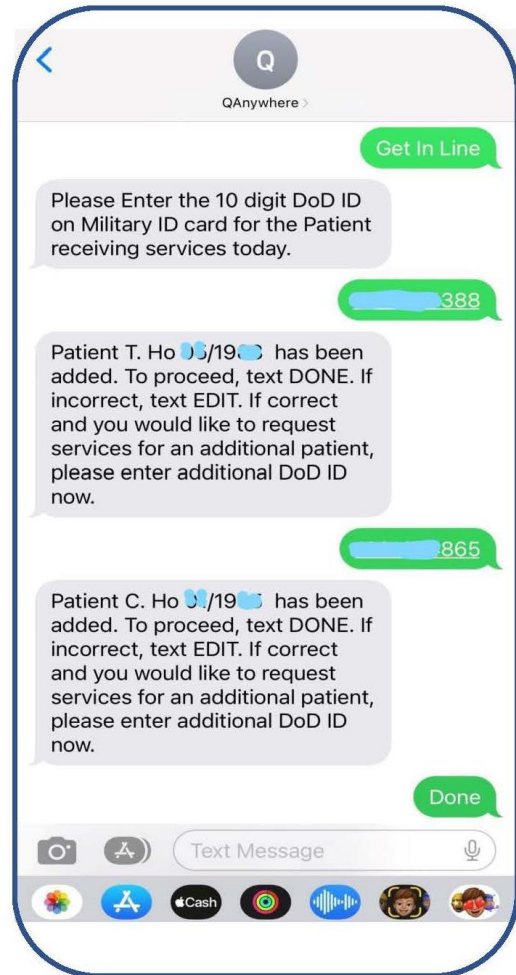 Q
QAnywhere >
Get In Line
Please Enter the 10 digit DoD ID
on Military ID card for the Patient
receiving services today.
388
Patient T. Ho /19 has been
added. To proceed, text DONE. If
incorrect, text EDIT. If correct
and you would like to request
services for an additional patient,
please enter additional DoD ID
now.
865
Patient C. Ho /19 has been
added. To proceed, text DONE. If
incorrect, text EDIT. If correct
and you would like to request
services for an additional patient,
please enter additional DoD ID
now.
Done
Text Message
Cash